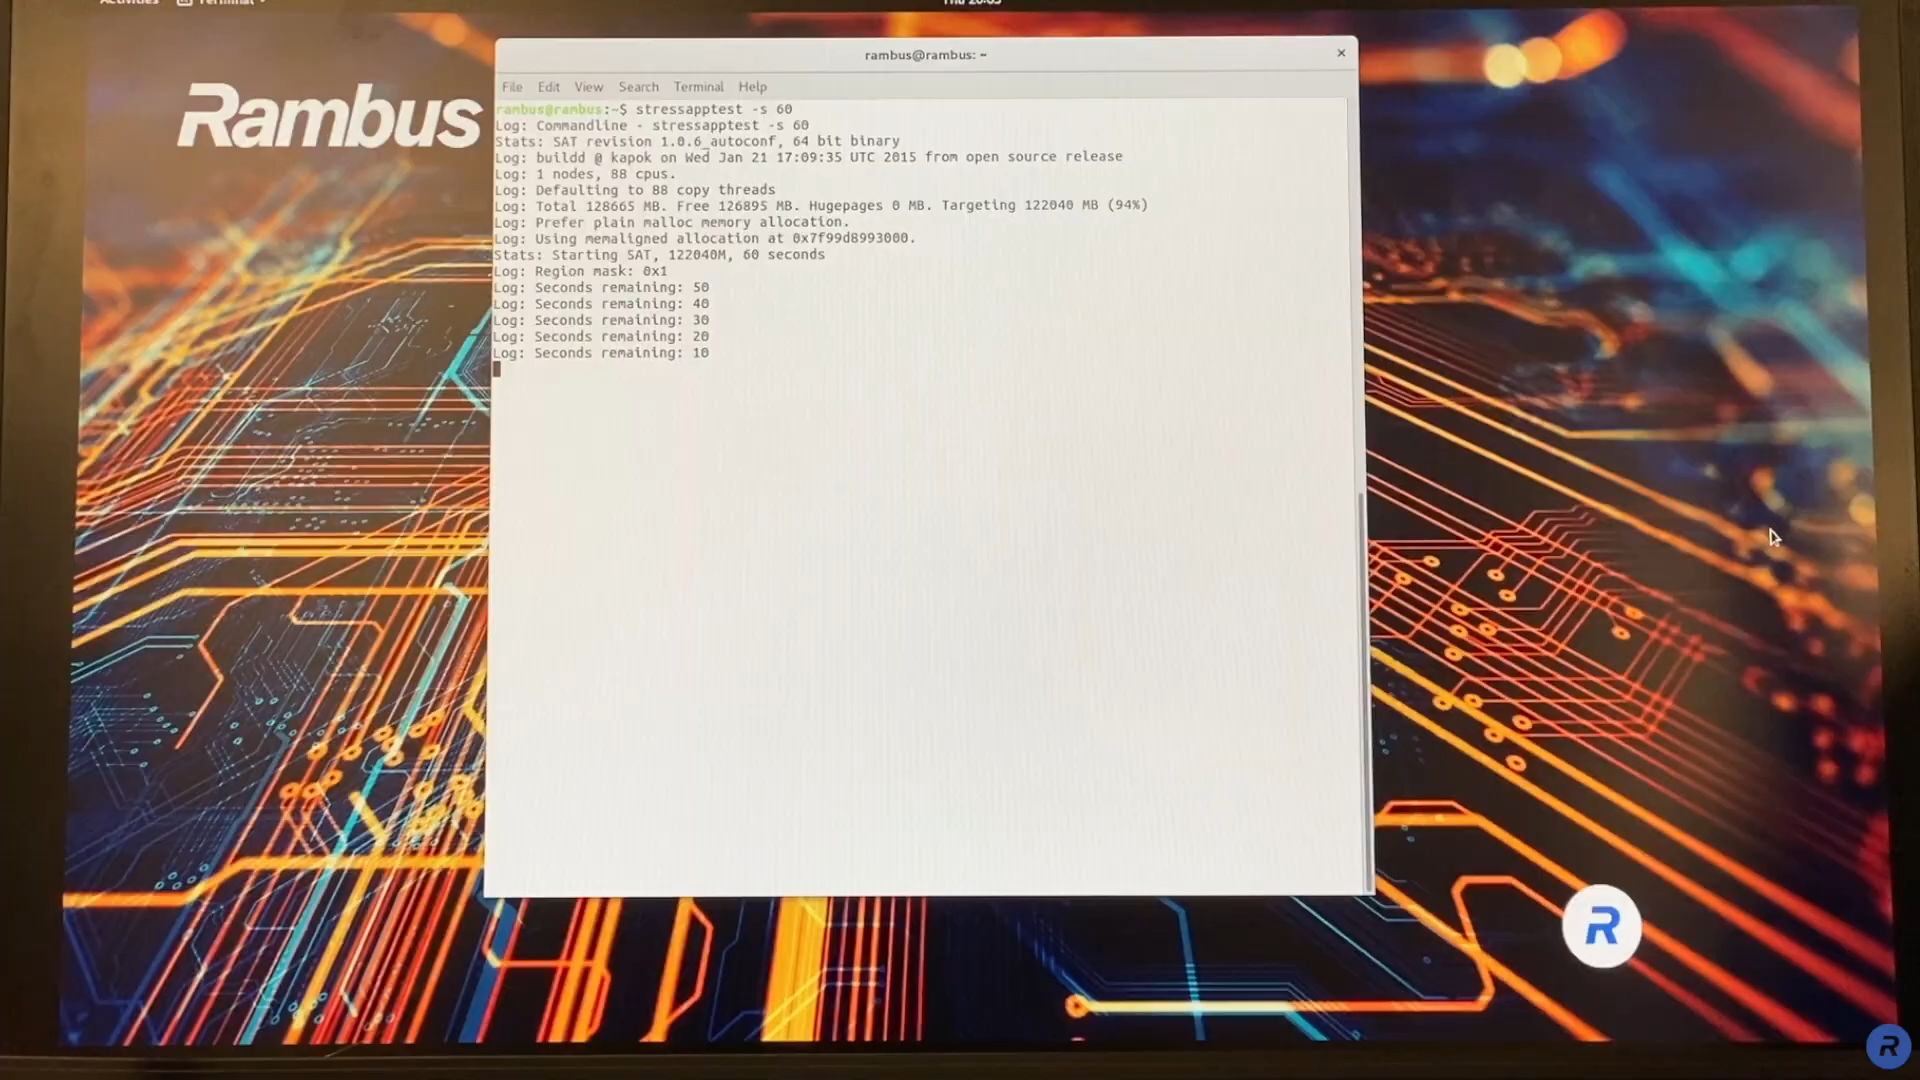 Activities Terminal
Thu 20:05
rambus@rambus: ~
Rambus
File Edit View Search Terminal Help
rambus@rambus:~$ stressapptest -s 60
Log: Commandline - stressapptest -s 60
Stats: SAT revision 1.0.6_autoconf, 64 bit binary
Log: buildd @ kapok on Wed Jan 21 17:09:35 UTC 2015 from open source release
Log: 1 nodes, 88 cpus.
Log: Defaulting to 88 copy threads
Log: Total 128665 MB. Free 126895 MB. Hugepages 0 MB. Targeting 122040 MB (94%)
Log: Prefer plain malloc memory allocation.
Log: Using memaligned allocation at 0x7f99d8993000.
Stats: Starting SAT, 122040M, 60 seconds
Log: Region mask: 0x1
Log: Seconds remaining: 50
Log: Seconds remaining: 40
Log: Seconds remaining: 30
Log: Seconds remaining: 20
Log: Seconds remaining: 10
R
R